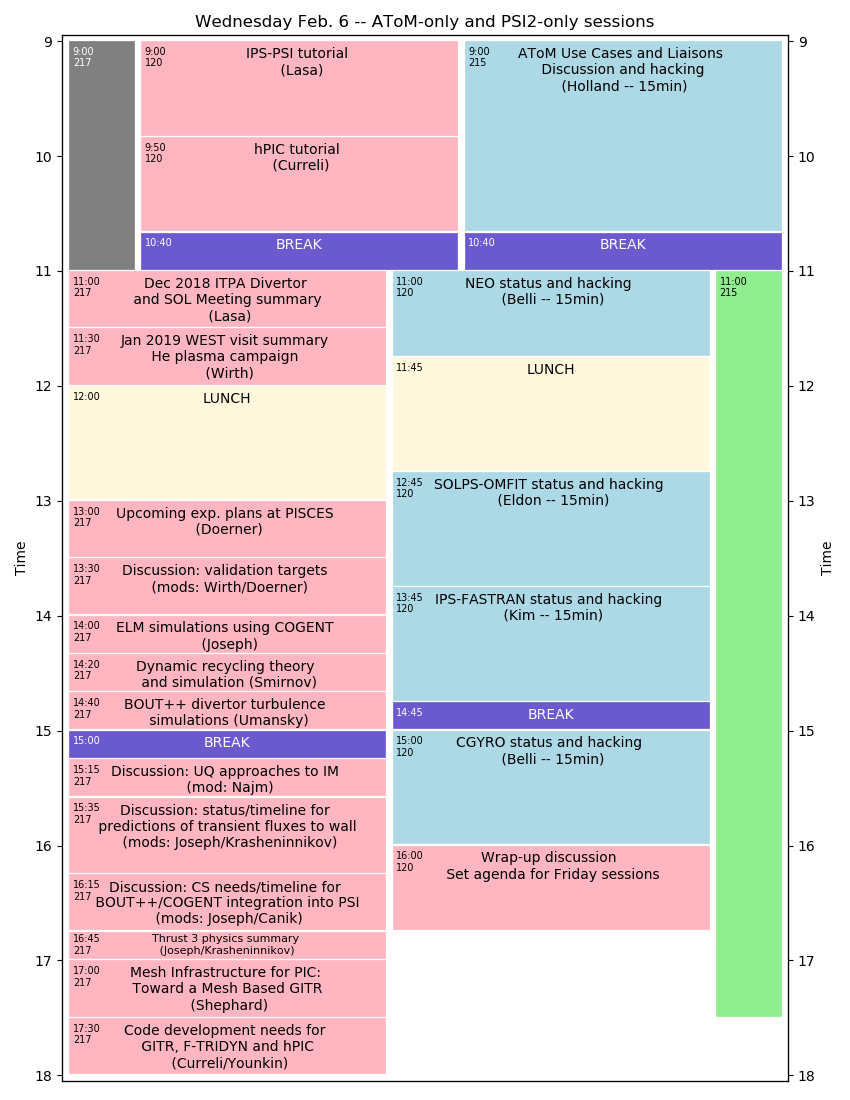 Wednesday Feb. 6 -- AToM-only and PSI2-only sessions
9
9
9:00
217
9:00
120
IPS-PSI tutorial
(Lasa)
9:00
215
AToM Use Cases and Liaisons
Discussion and hacking
(Holland -- 15min)
9:50
120
hPIC tutorial
(Curreli)
10
10
10:40
BREAK
10:40
BREAK
11
11
11:00
217
Dec 2018 ITPA Divertor
and SOL Meeting summary
(Lasa)
11:00
120
NEO status and hacking
(Belli -- 15min)
11:00
215
11:30
217
Jan 2019 WEST visit summary
He plasma campaign
(Wirth)
11:45
LUNCH
12
12
12:00
LUNCH
12:45
120
SOLPS-OMFIT status and hacking
(Eldon -- 15min)
13
13
13:00
217
Upcoming exp. plans at PISCES
(Doerner)
Time
Time
13:30
217
Discussion: validation targets
(mods: Wirth/Doerner)
13:45
120
IPS-FASTRAN status and hacking
(Kim -- 15min)
14
14
14:00
217
ELM simulations using COGENT
(Joseph)
14:20
217
Dynamic recycling theory
and simulation (Smirnov)
14:40
217
BOUT++ divertor turbulence
simulations (Umansky)
14:45
BREAK
15
15
15:00
BREAK
15:00
120
CGYRO status and hacking
(Belli -- 15min)
15:15
217
Discussion: UQ approaches to IM
(mod: Najm)
15:35
217
Discussion: status/timeline for
predictions of transient fluxes to wall
(mods: Joseph/Krasheninnikov)
16
16
16:00
120
Wrap-up discussion
Set agenda for Friday sessions
16:15
217
Discussion: CS needs/timeline for
BOUT++/COGENT integration into PSI
(mods: Joseph/Canik)
16:45
217
Thrust 3 physics summary
(Joseph/Krasheninnikov)
17
17
17:00
217
Mesh Infrastructure for PIC:
Toward a Mesh Based GITR
(Shephard)
17:30
217
Code development needs for
GITR, F-TRIDYN and hPIC
(Curreli/Younkin)
18
18